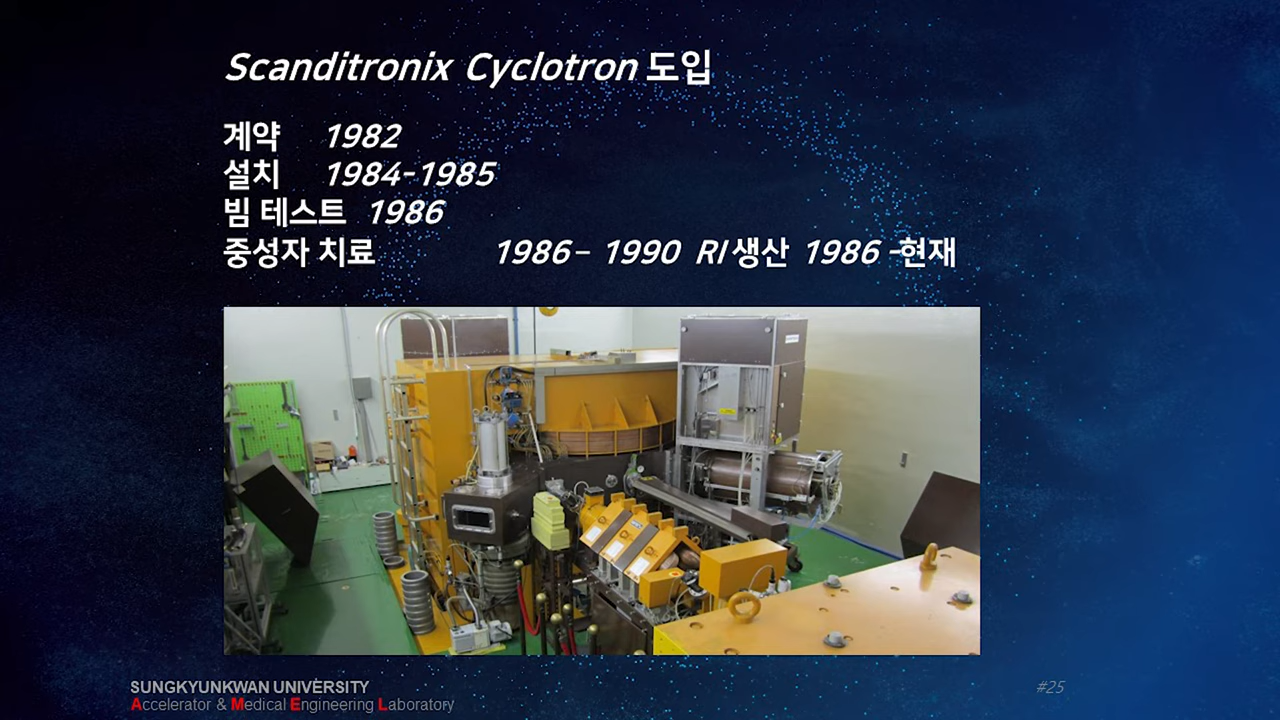 Scanditronix Cyclotron 도입
계약 1982
설치 1984-1985
빔 테스트 1986
중성자 치료 1986 – 1990 RI 생산 1986 -현재
SUNGKYUNKWAN UNIVERSITY
Accelerator & Medical Engineering Laboratory
#25